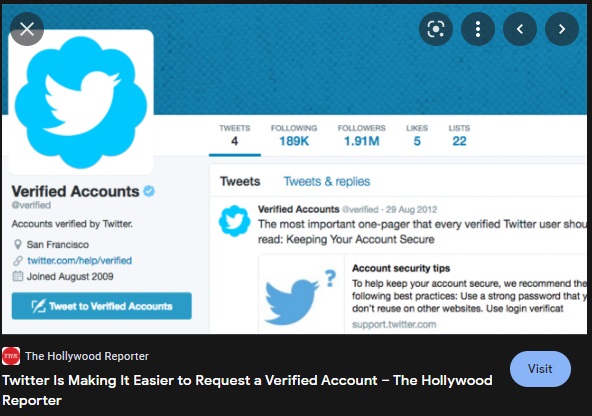 TWEETS FOLLOWING FOLLOWERS LIKES LISTS
4 189K 1.91M 5 22
Verified Accounts
@verified
Accounts verified by Twitter.
San Francisco
twitter.com/help/verified
Joined August 2009
Tweet to Verified Accounts
Tweets Tweets & replies
Verified Accounts @verified · 29 Aug 2012
The most important one-pager that every verified Twitter user shou
read: Keeping Your Account Secure
?
Account security tips
To help keep your account secure, we recommend the
following best practices: Use a strong password that y
don't reuse on other websites. Use login verificat
support.twitter.com
THR The Hollywood Reporter
Twitter Is Making It Easier to Request a Verified Account – The Hollywood
Reporter
Visit